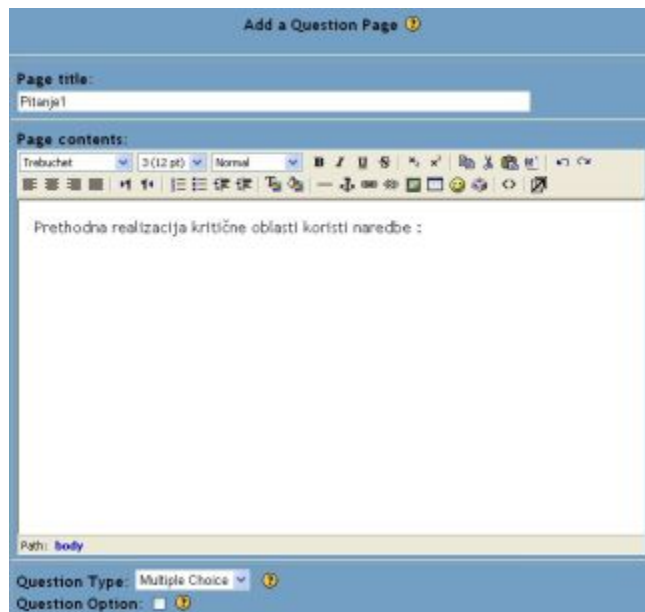 Add a Question Page
Page title:
Pitanje1
Page contents:
Trebuchet 3 (12 pt) Normal B I U S
Prethodna realizacija kritične oblasti koristi naredbe :
Path: body
Question Type: Multiple Choice
Question Option: